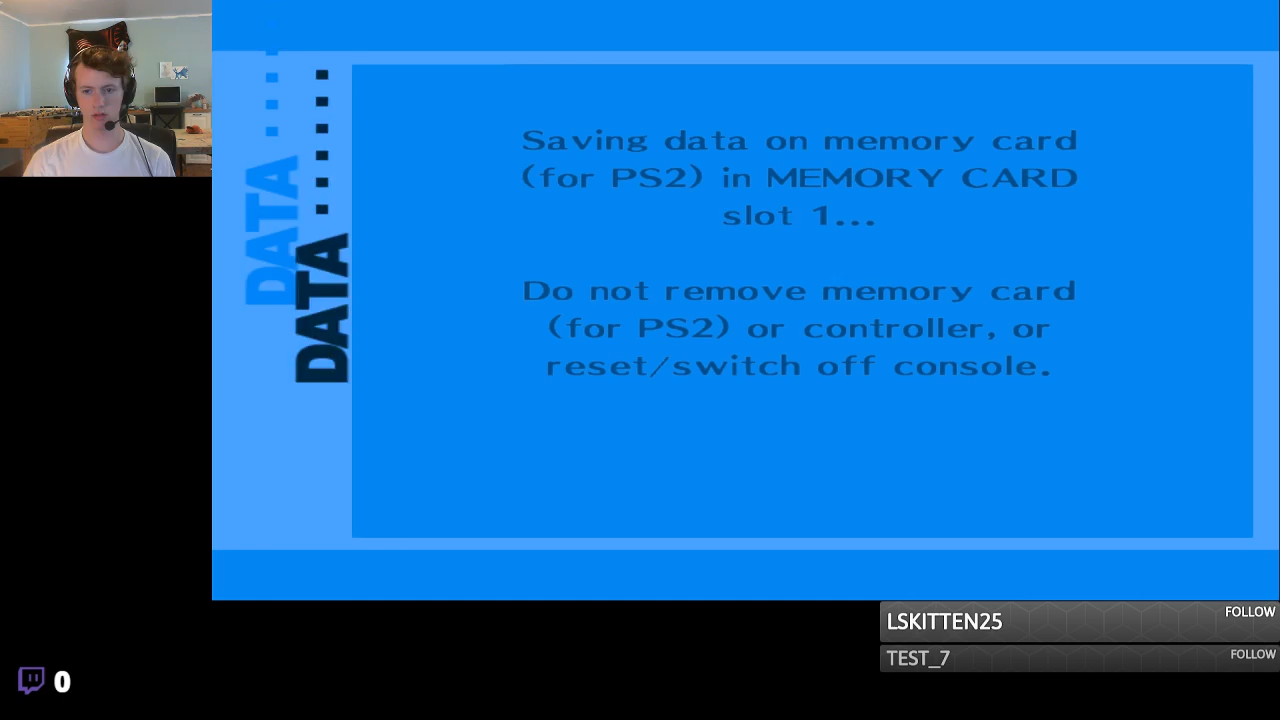 DATA
DATA
Saving data on memory card
(for PS2) in MEMORY CARD
slot 1...
Do not remove memory card
(for PS2) or controller, or
reset/switch off console.
LSKITTEN25
FOLLOW
TEST_7
FOLLOW
0